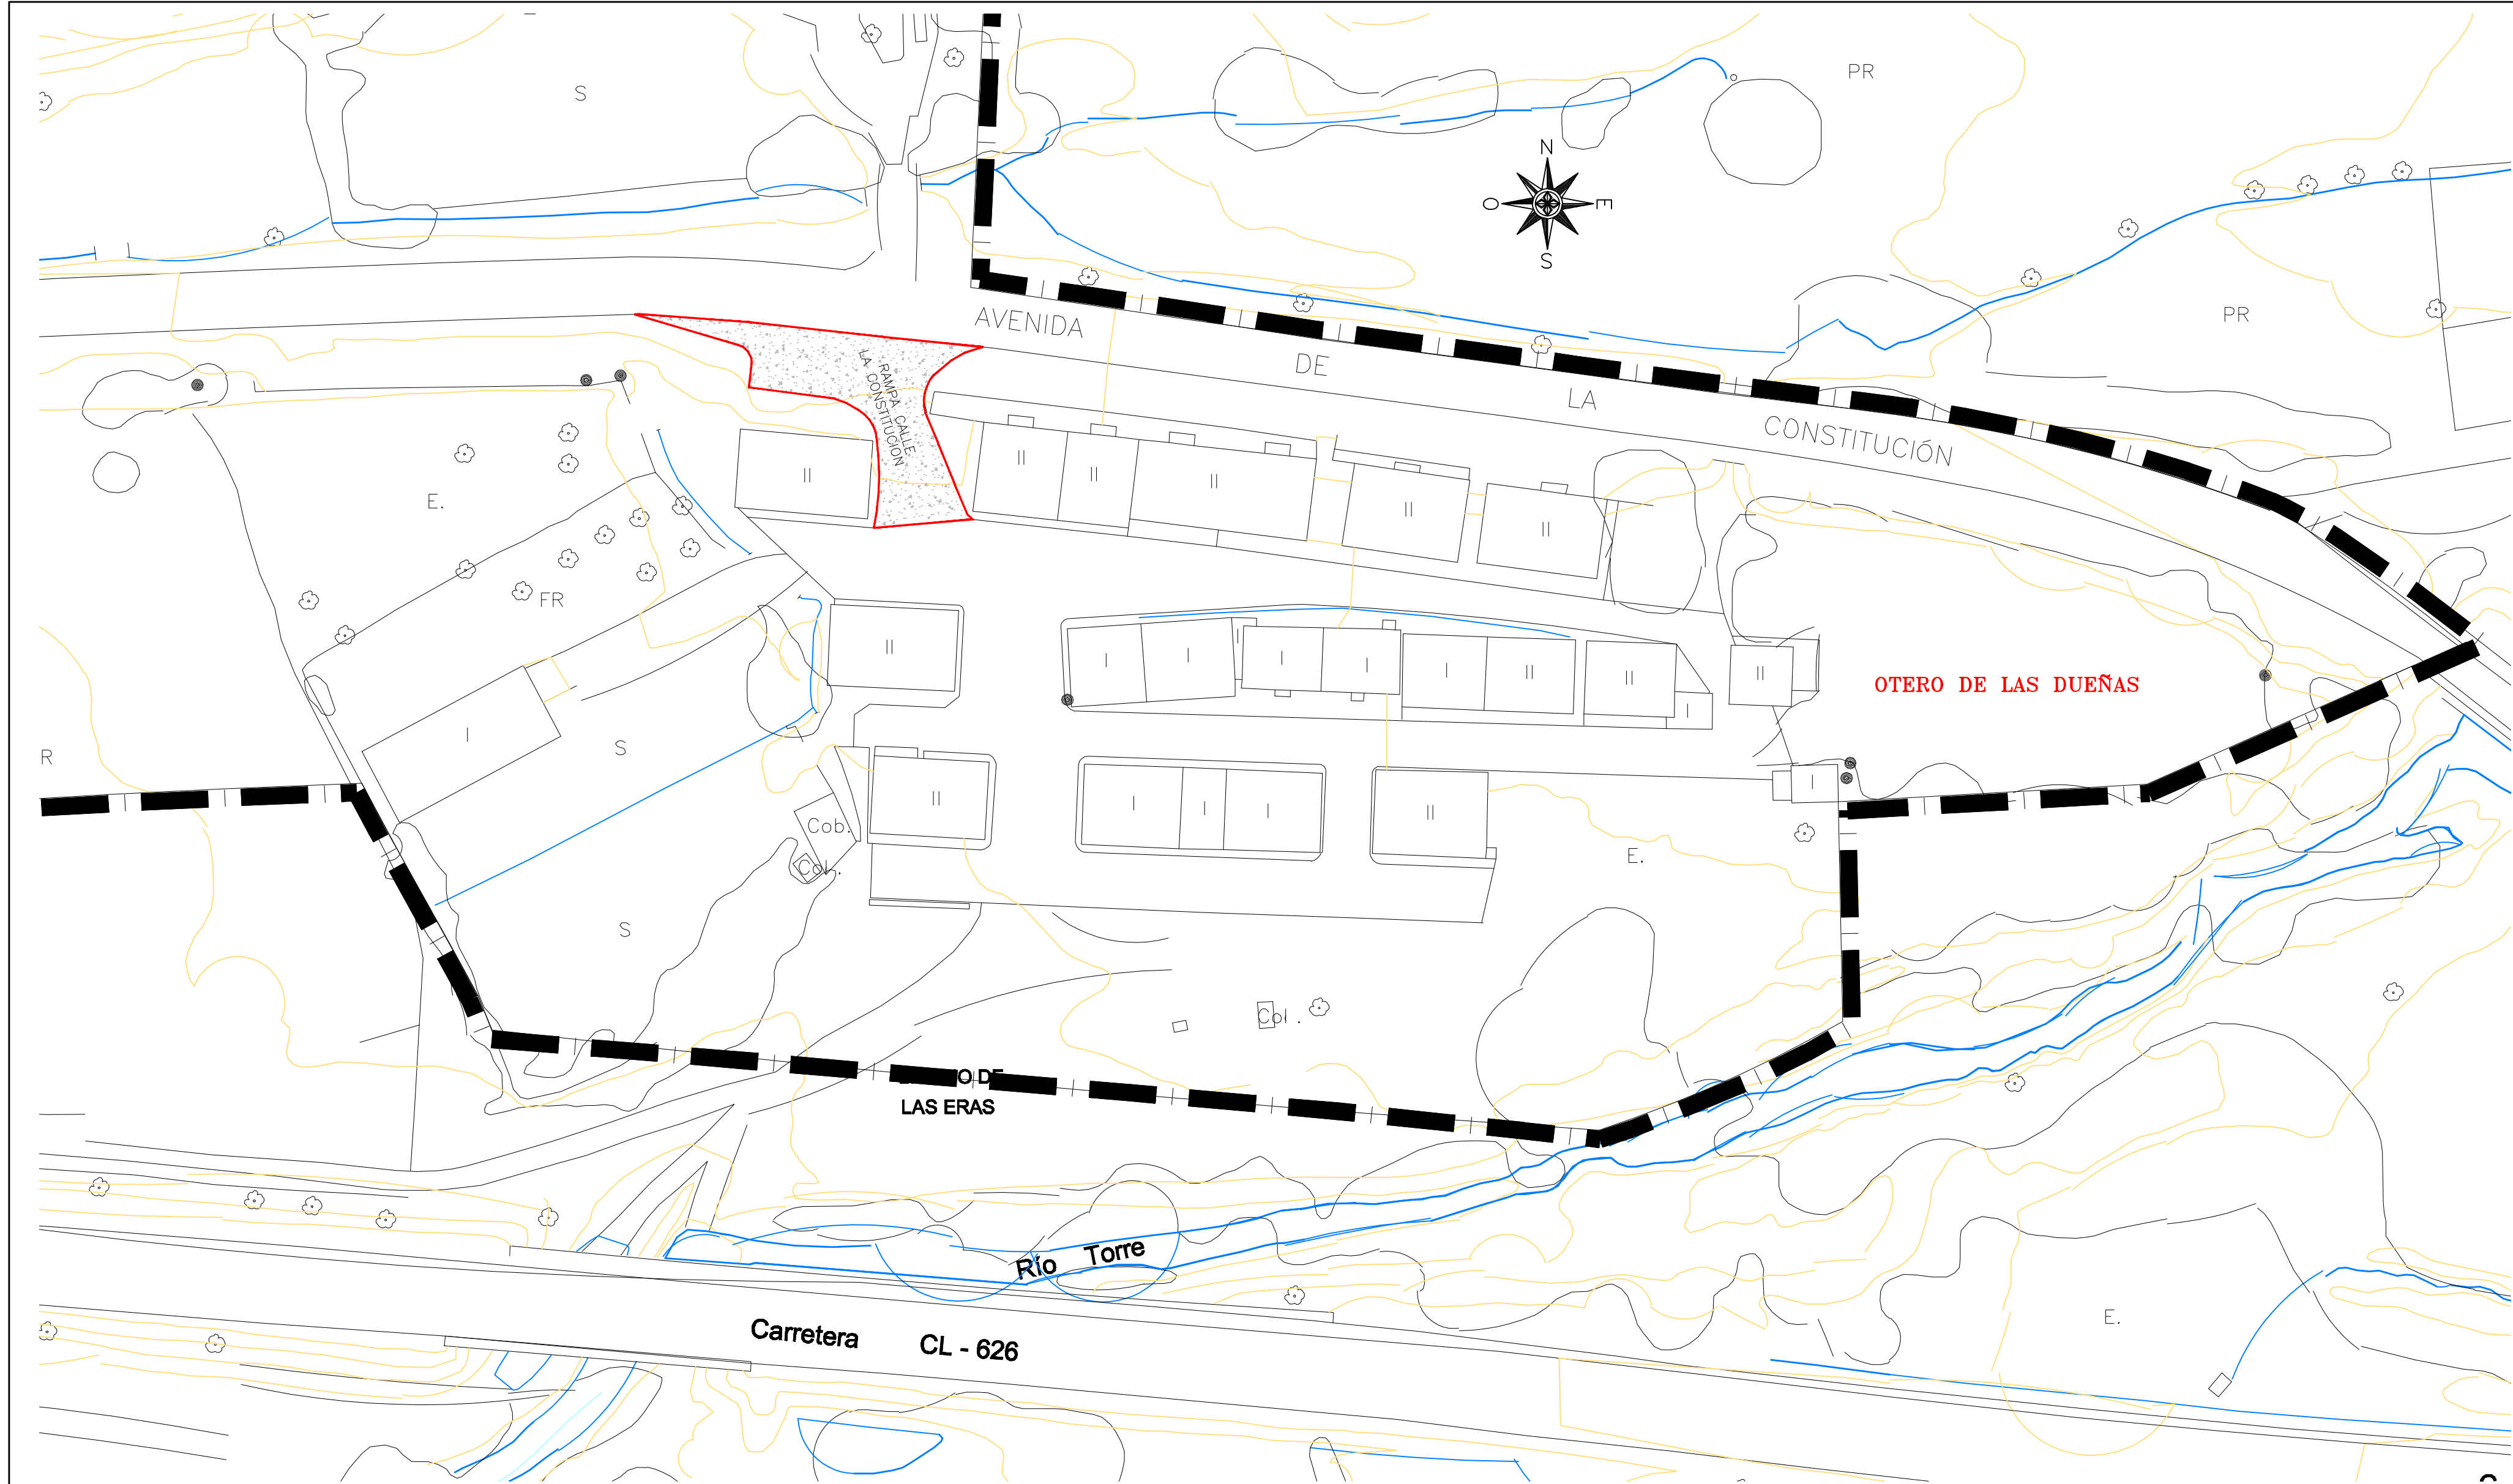 S
PR
N
O
E
S
PR
AVENIDA
DE
LA
CONSTITUCIÓN
RAMPA CALLE
LA CONSTITUCIÓN
II
II
II
II
II
II
E.
FR
II
I
I
I
I
I
I
II
II
I
II
OTERO DE LAS DUEÑAS
R
I
S
II
I
I
I
II
I
Cob.
Col.
E.
S
Col .
LAS ERAS
Río Torre
Carretera CL - 626
E.